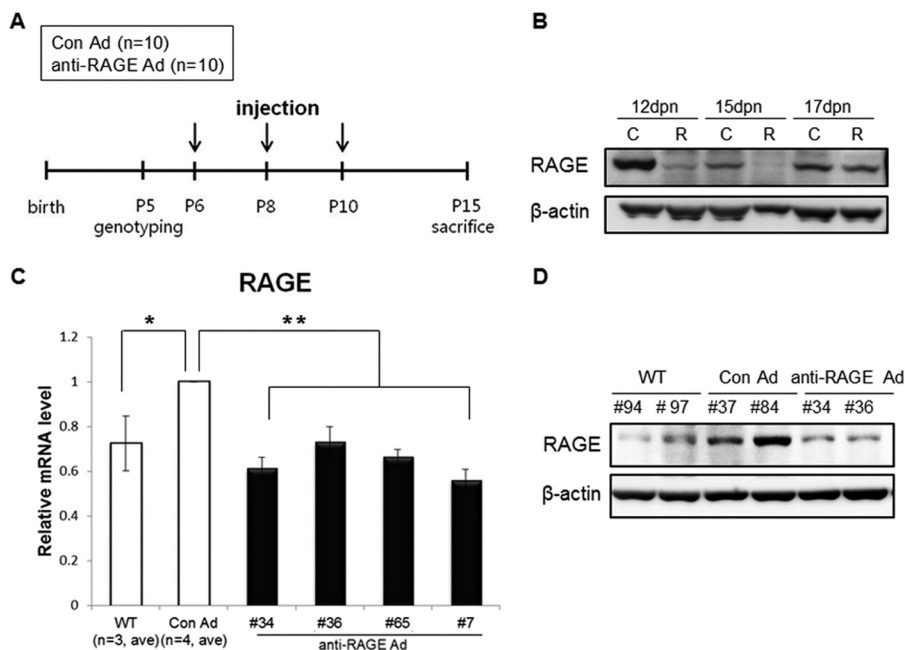 A
Con Ad (n=10)
anti-RAGE Ad (n=10)
injection
birth P5 P6 P8 P10 P15
genotyping sacrifice
B
12dpn 15dpn 17dpn
C R C R C R
RAGE
β-actin
C
RAGE
* **
Relative mRNA level
1.2
1
0.8
0.6
0.4
0.2
0
WT Con Ad #34 #36 #65 #7
(n=3, ave) (n=4, ave) anti-RAGE Ad
D
WT Con Ad anti-RAGE Ad
#94 # 97 #37 #84 #34 #36
RAGE
β-actin